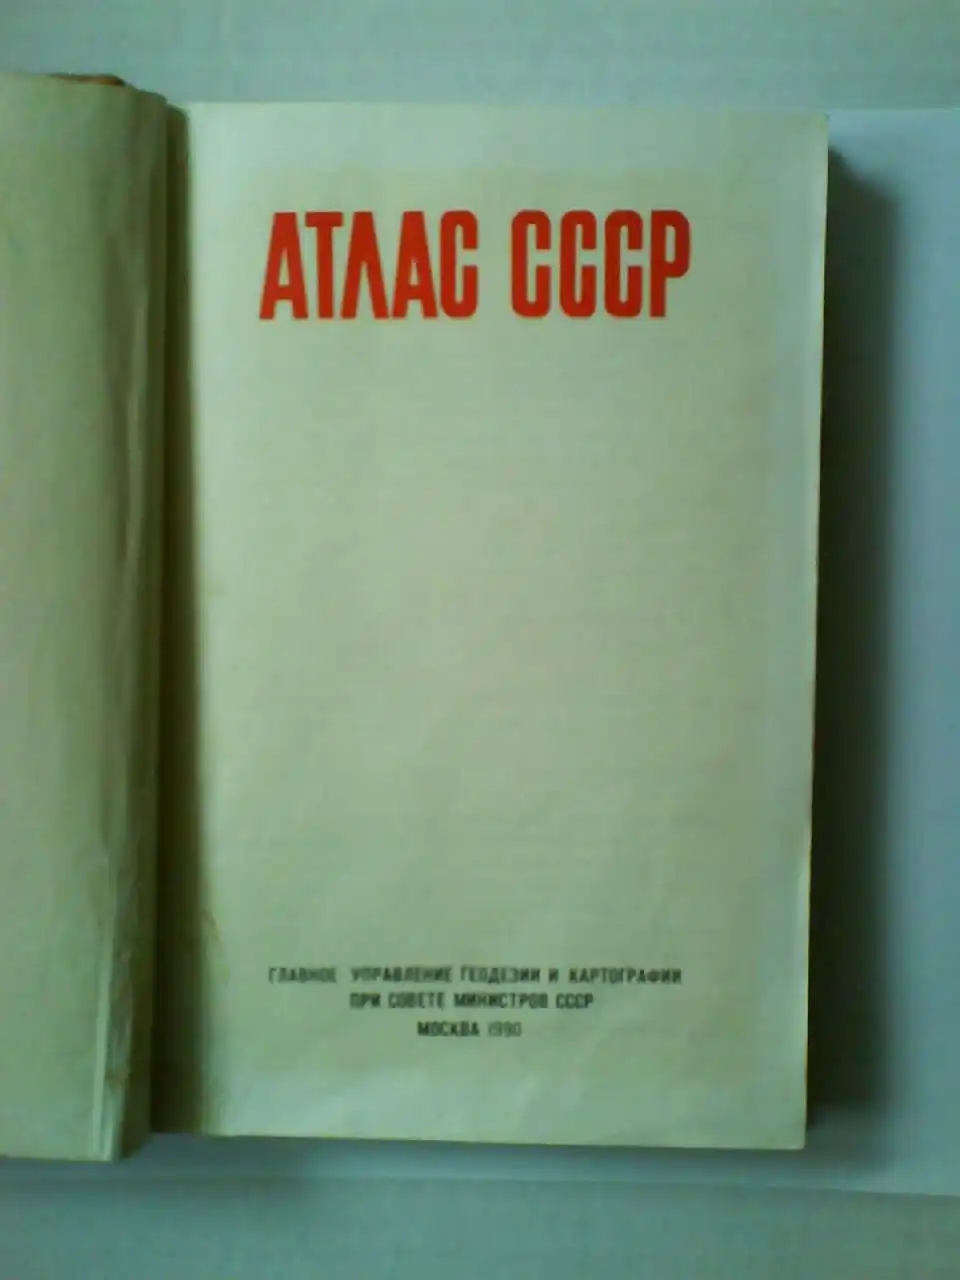 АТЛАС СССР
ГЛАВНОЕ УПРАВЛЕНИЕ ГЕОДЕЗИИ И КАРТОГРАФИИ
ПРИ СОВЕТЕ МИНИСТРОВ СССР
МОСКВА 1990